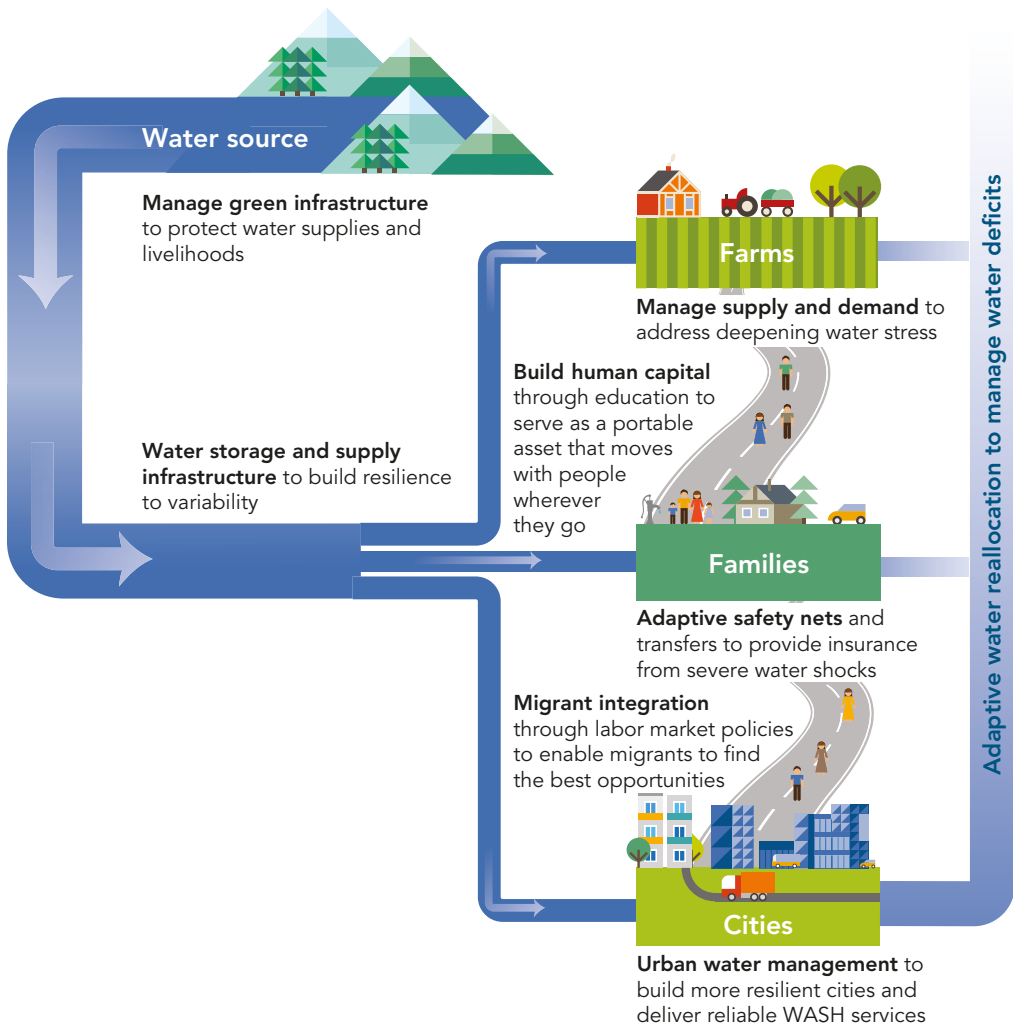 Water source
Manage green infrastructure
to protect water supplies and
livelihoods
Water storage and supply
infrastructure to build resilience
to variability
Farms
Manage supply and demand to
address deepening water stress
Build human capital
through education to
serve as a portable
asset that moves
with people
wherever
they go
Families
Adaptive safety nets and
transfers to provide insurance
from severe water shocks
Migrant integration
through labor market policies
to enable migrants to find
the best opportunities
Cities
Urban water management to
build more resilient cities and
deliver reliable WASH services
Adaptive water reallocation to manage water deficits